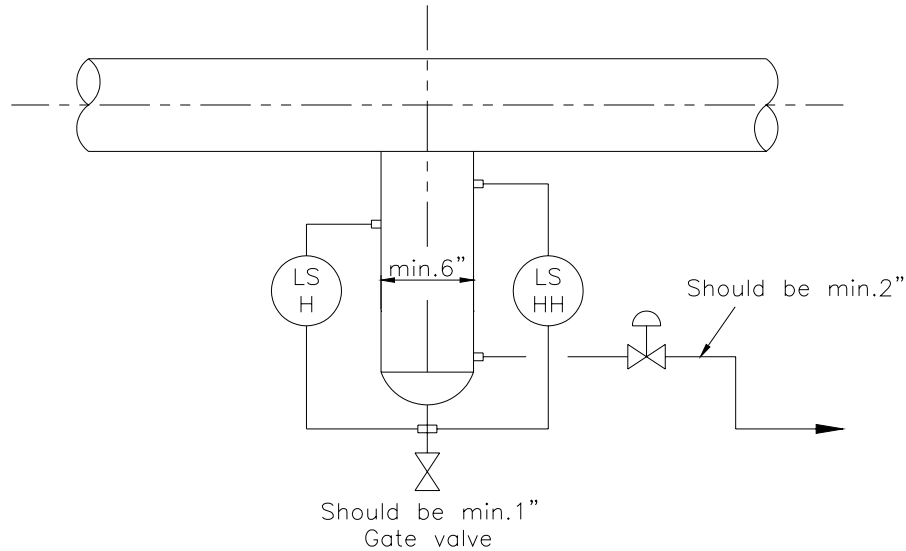 min.6”
LS
H
LS
HH
Should be min.2”
Should be min.1”
Gate valve